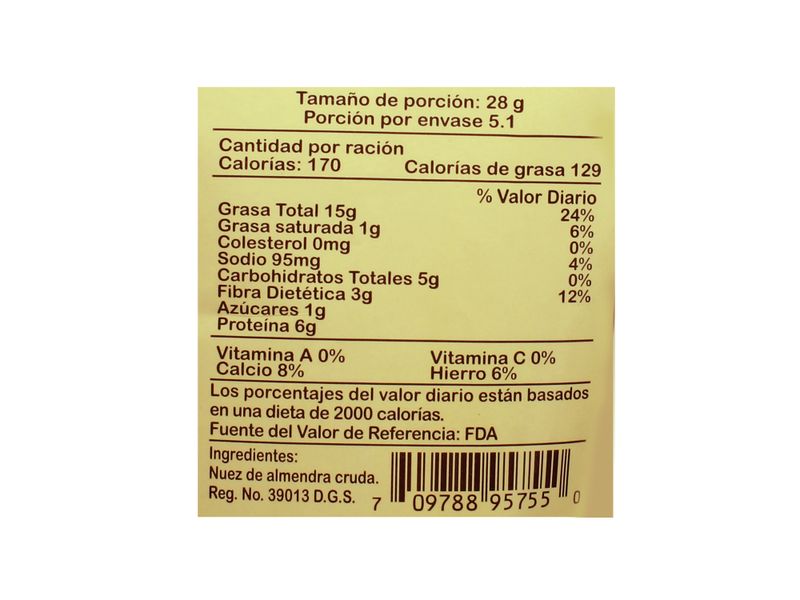 Tamaño de porción: 28 g
Porción por envase 5.1
Cantidad por ración
Calorías: 170 Calorías de grasa 129
% Valor Diario
Grasa Total 15g 24%
Grasa saturada 1g 6%
Colesterol 0mg 0%
Sodio 95mg 4%
Carbohidratos Totales 5g 0%
Fibra Dietética 3g 12%
Azúcares 1g
Proteína 6g
Vitamina A 0% Vitamina C 0%
Calcio 8% Hierro 6%
Los porcentajes del valor diario están basados
en una dieta de 2000 calorías.
Fuente del Valor de Referencia: FDA
Ingredientes:
Nuez de almendra cruda.
Reg. No. 39013 D.G.S.
7 09788 95755 0